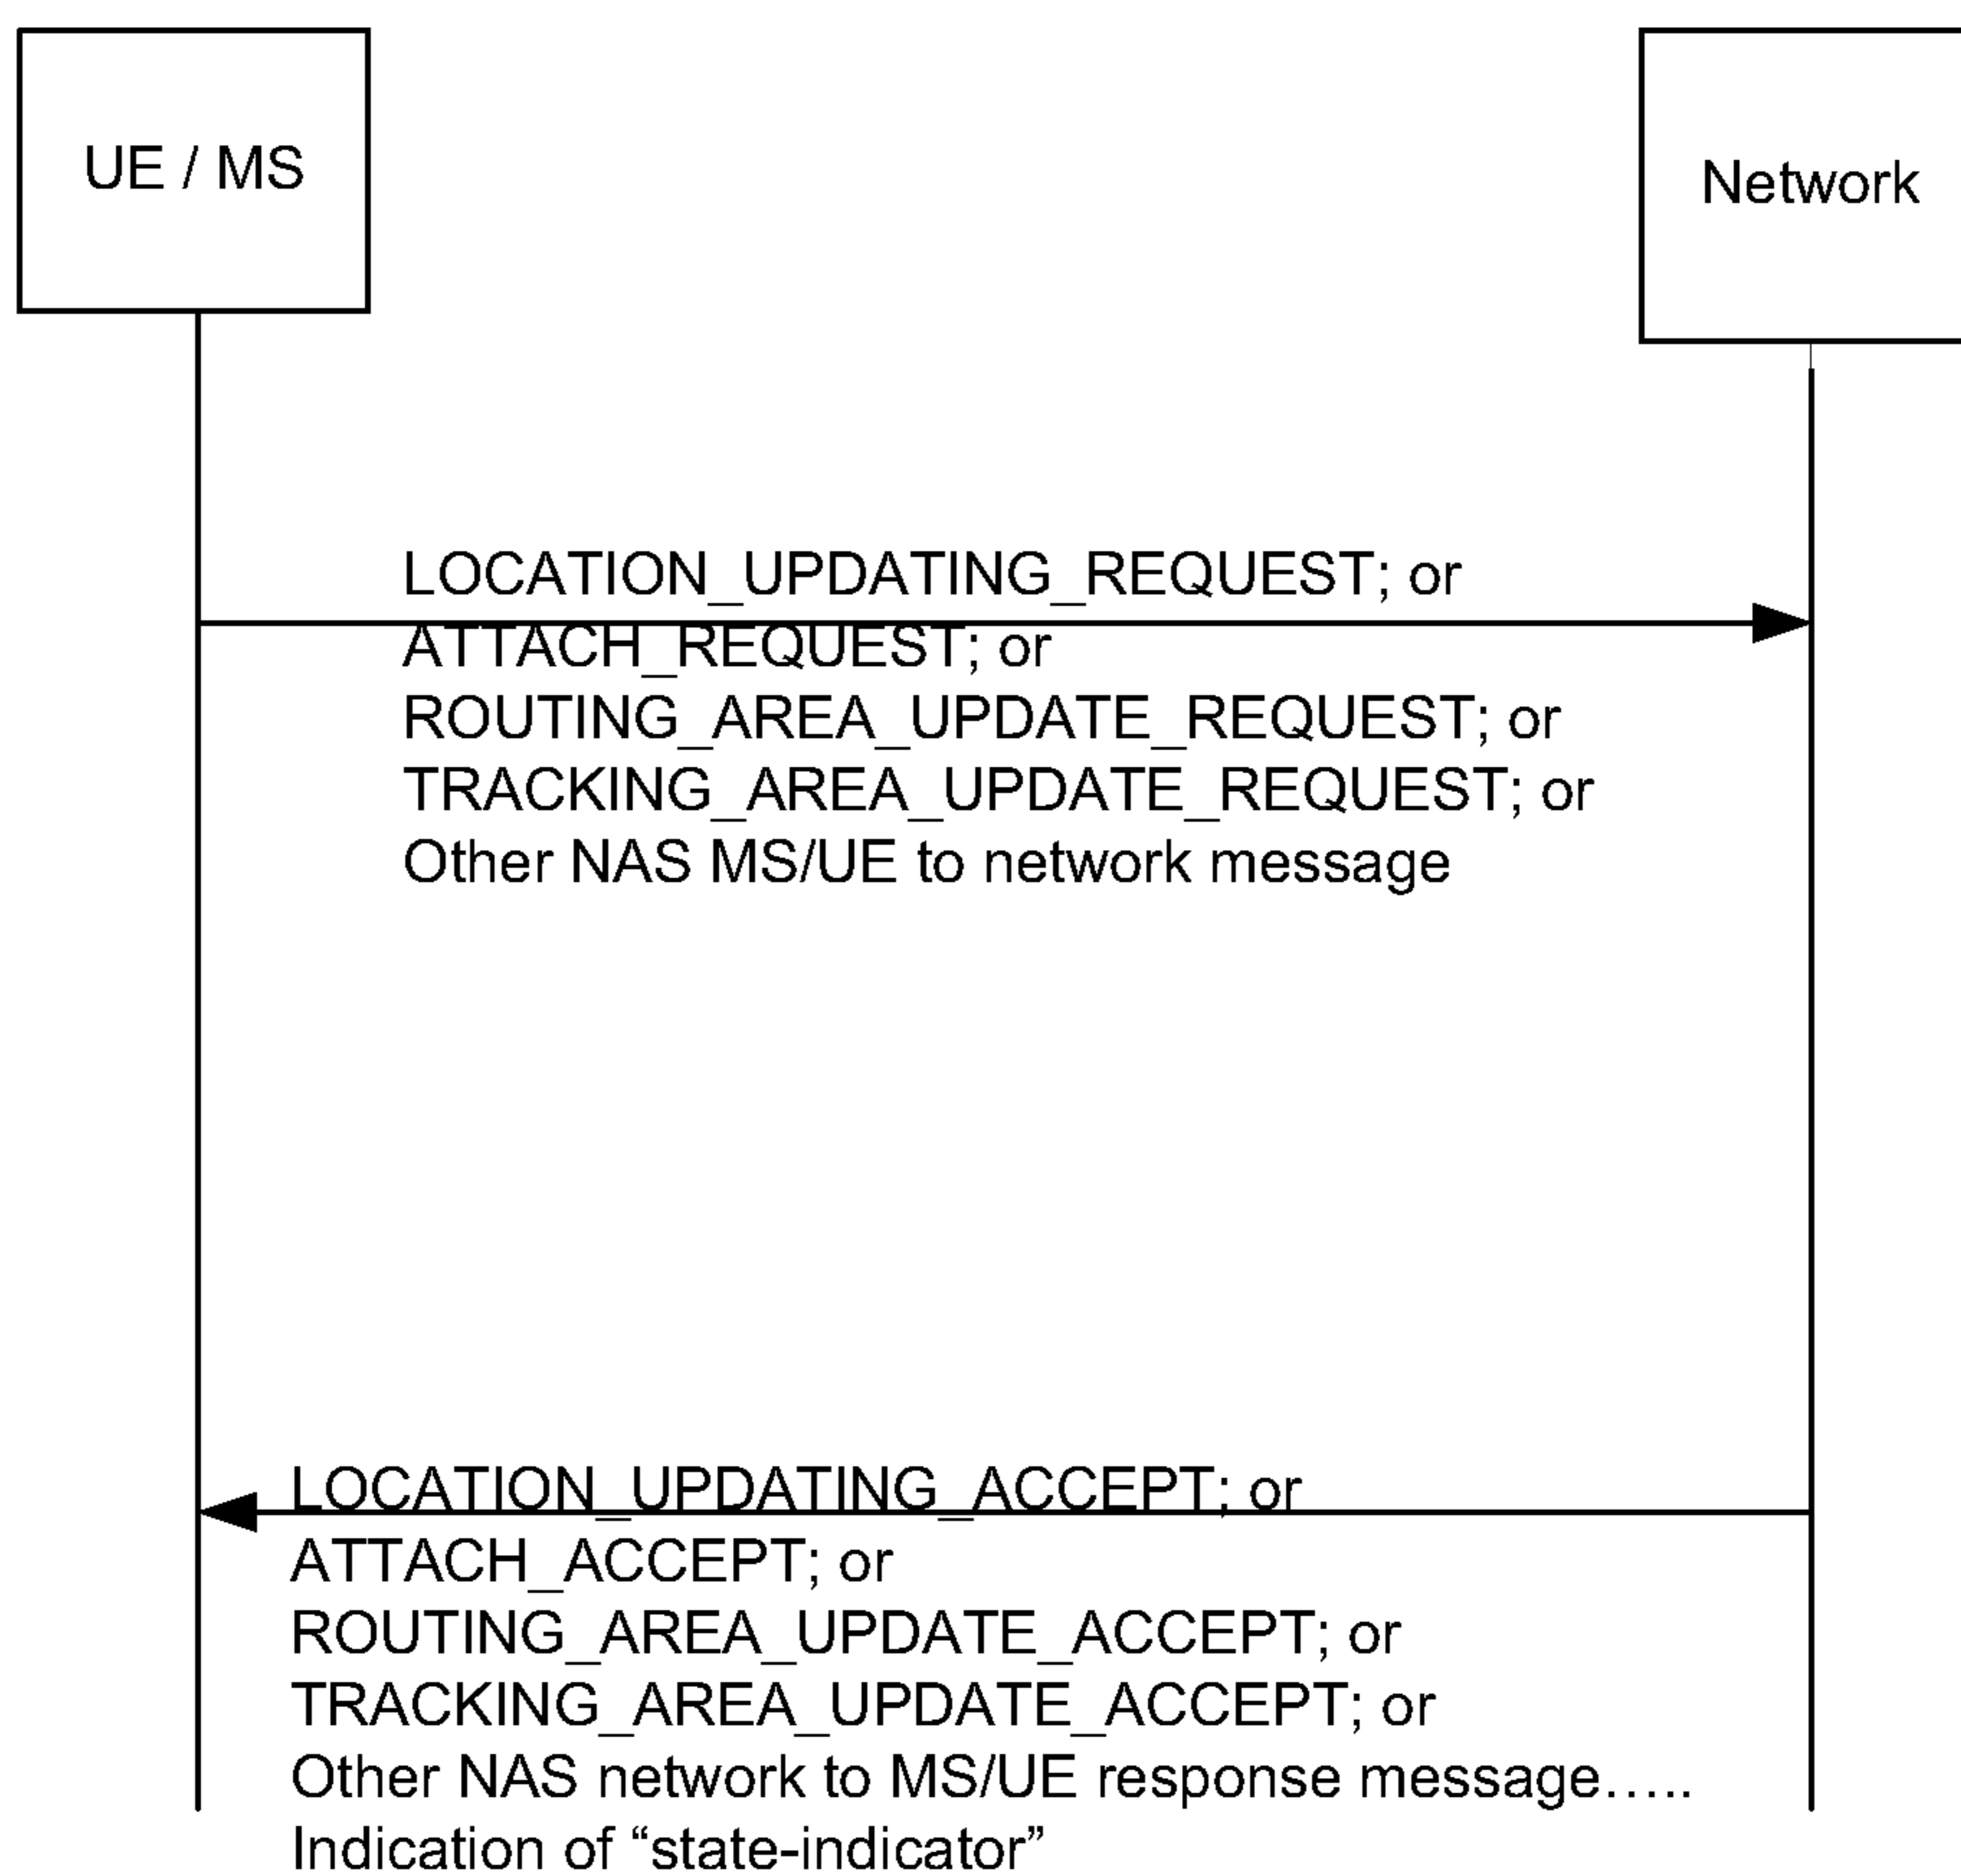 UE / MS
Network
LOCATION_UPDATING_REQUEST; or
ATTACH_REQUEST; or
ROUTING_AREA_UPDATE_REQUEST; or
TRACKING_AREA_UPDATE_REQUEST; or
Other NAS MS/UE to network message
LOCATION_UPDATING_ACCEPT; or
ATTACH_ACCEPT; or
ROUTING_AREA_UPDATE_ACCEPT; or
TRACKING_AREA_UPDATE_ACCEPT; or
Other NAS network to MS/UE response message…..
Indication of “state-indicator”